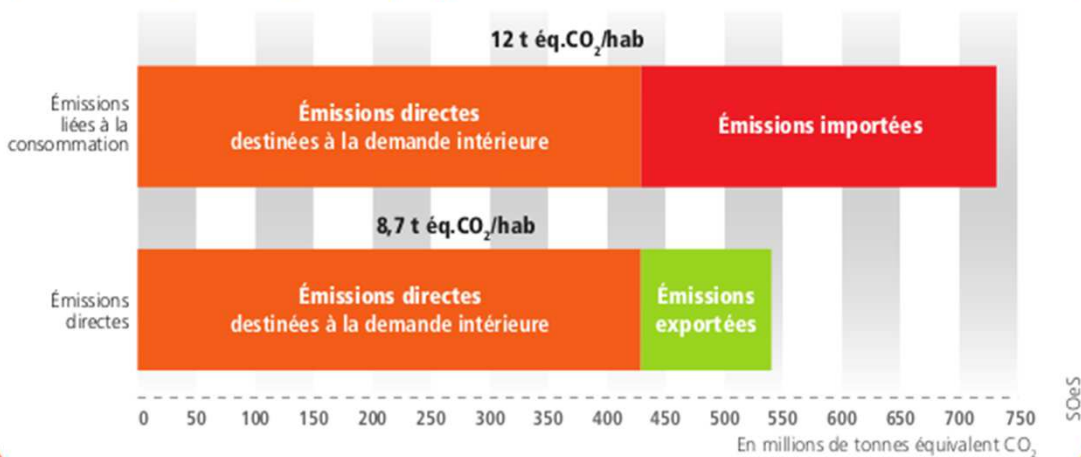 12 t éq.CO₂/hab
Émissions
liées à la
consommation
Émissions directes
destinées à la demande intérieure
Émissions importées
8,7 t éq.CO₂/hab
Émissions
directes
Émissions directes
destinées à la demande intérieure
Émissions
exportées
0 50 100 150 200 250 300 350 400 450 500 550 600 650 700 750
En millions de tonnes équivalent CO₂
SOeS